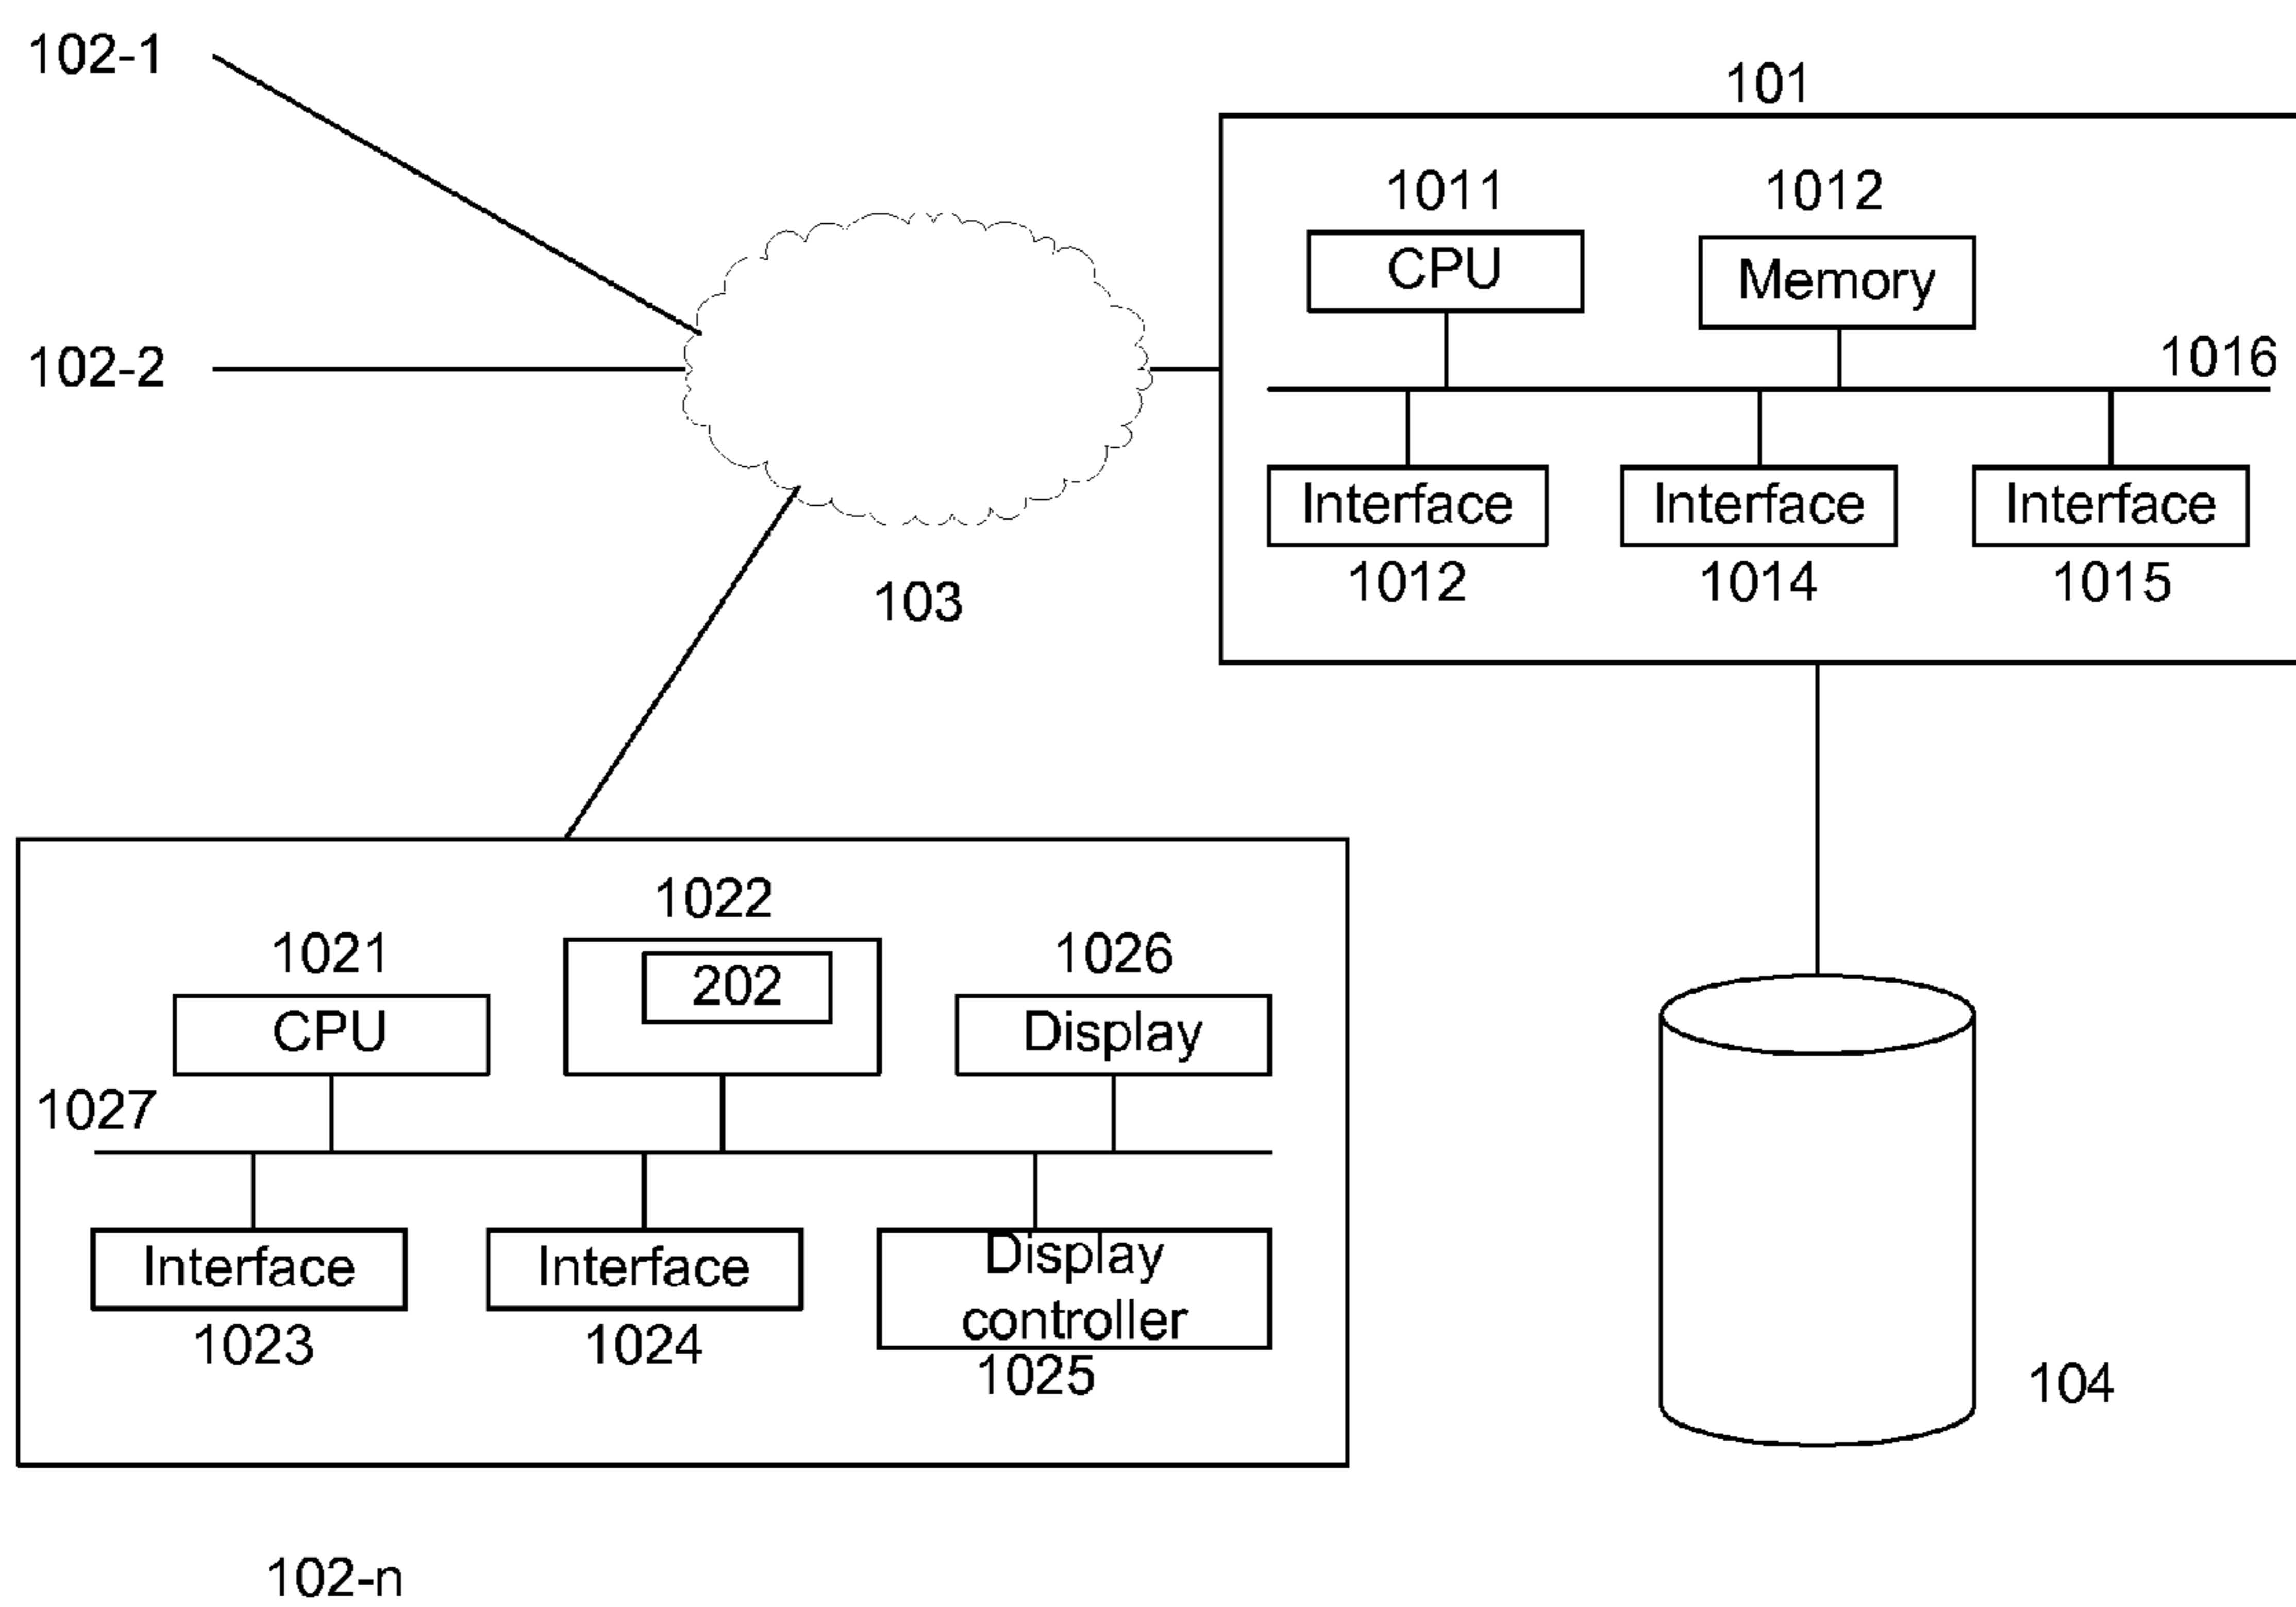 102-1
101
1011
1012
CPU
Memory
102-2
1016
Interface
Interface
Interface
1012
1014
1015
103
1022
1021
202
1026
CPU
Display
1027
Interface
Interface
Display
controller
1023
1024
1025
104
102-n